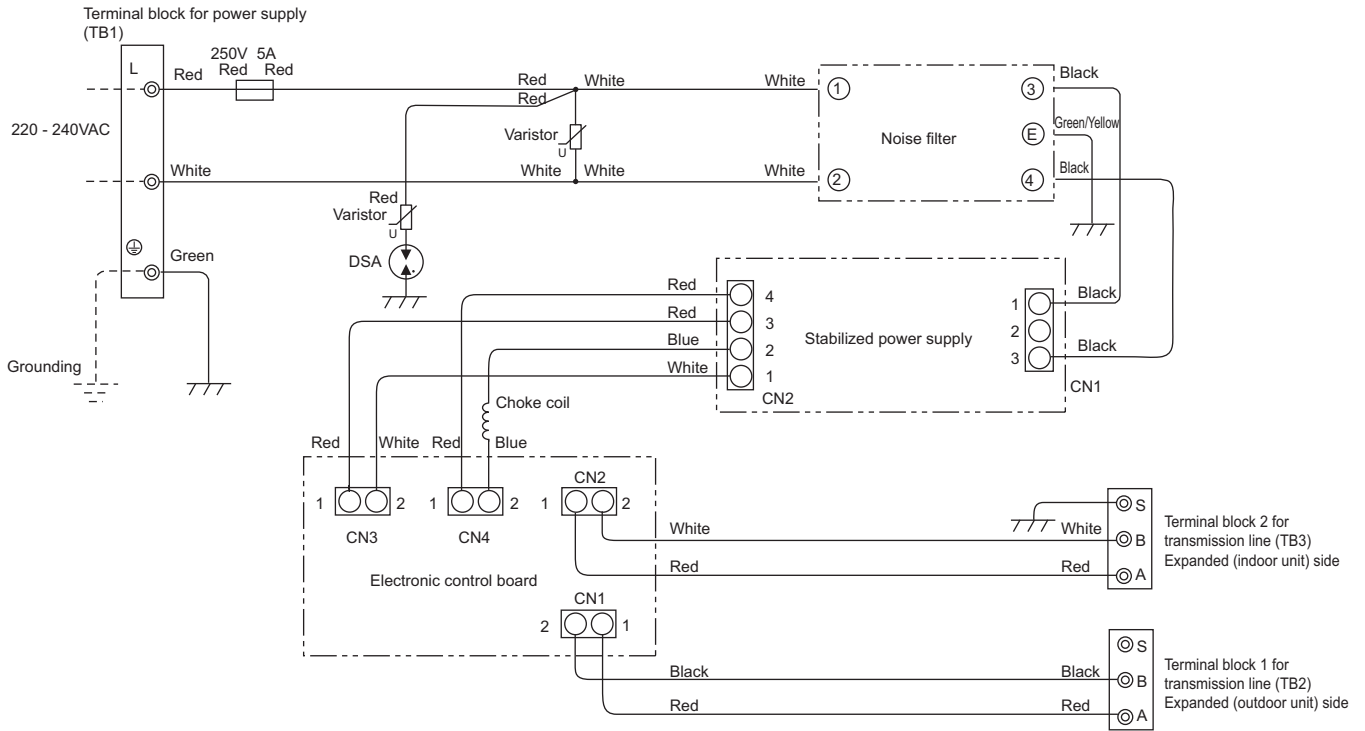 Terminal block for power supply
(TB1)
L
Red
250V 5A
Red Red
Red
Red
White
White
220 - 240VAC
Varistor
U
White
White White
White
Red
Varistor
U
DSA
Green
Grounding
1
2
Noise filter
3
E
4
Black
Green/Yellow
Black
Red
Red
Blue
White
4
3
2
1
CN2
Stabilized power supply
1
2
3
CN1
Black
Black
Choke coil
Red White Red Blue
1 2
CN3
1 2
CN4
CN2
1 2
Electronic control board
CN1
2 1
White White
Red Red
S
B
A
Terminal block 2 for
transmission line (TB3)
Expanded (indoor unit) side
Black Black
Red Red
S
B
A
Terminal block 1 for
transmission line (TB2)
Expanded (outdoor unit) side